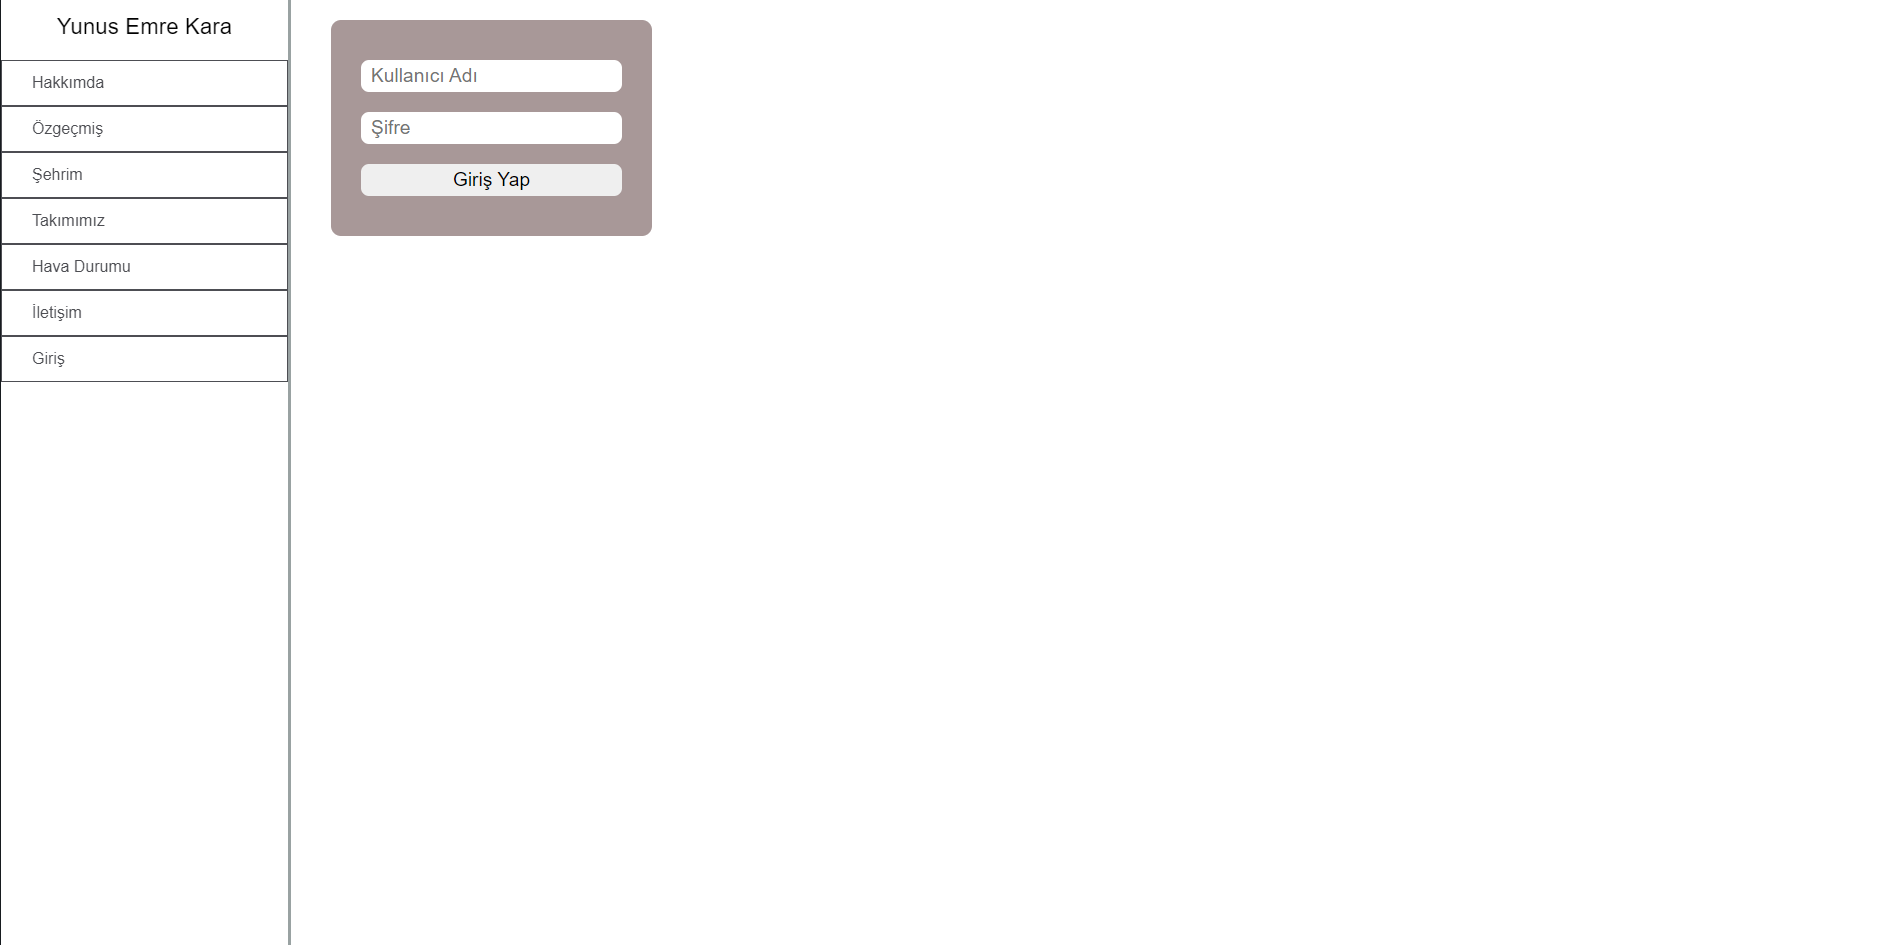 Yunus Emre Kara
Hakkımda
Özgeçmiş
Şehrim
Takımımız
Hava Durumu
İletişim
Giriş
Kullanıcı Adı
Şifre
Giriş Yap